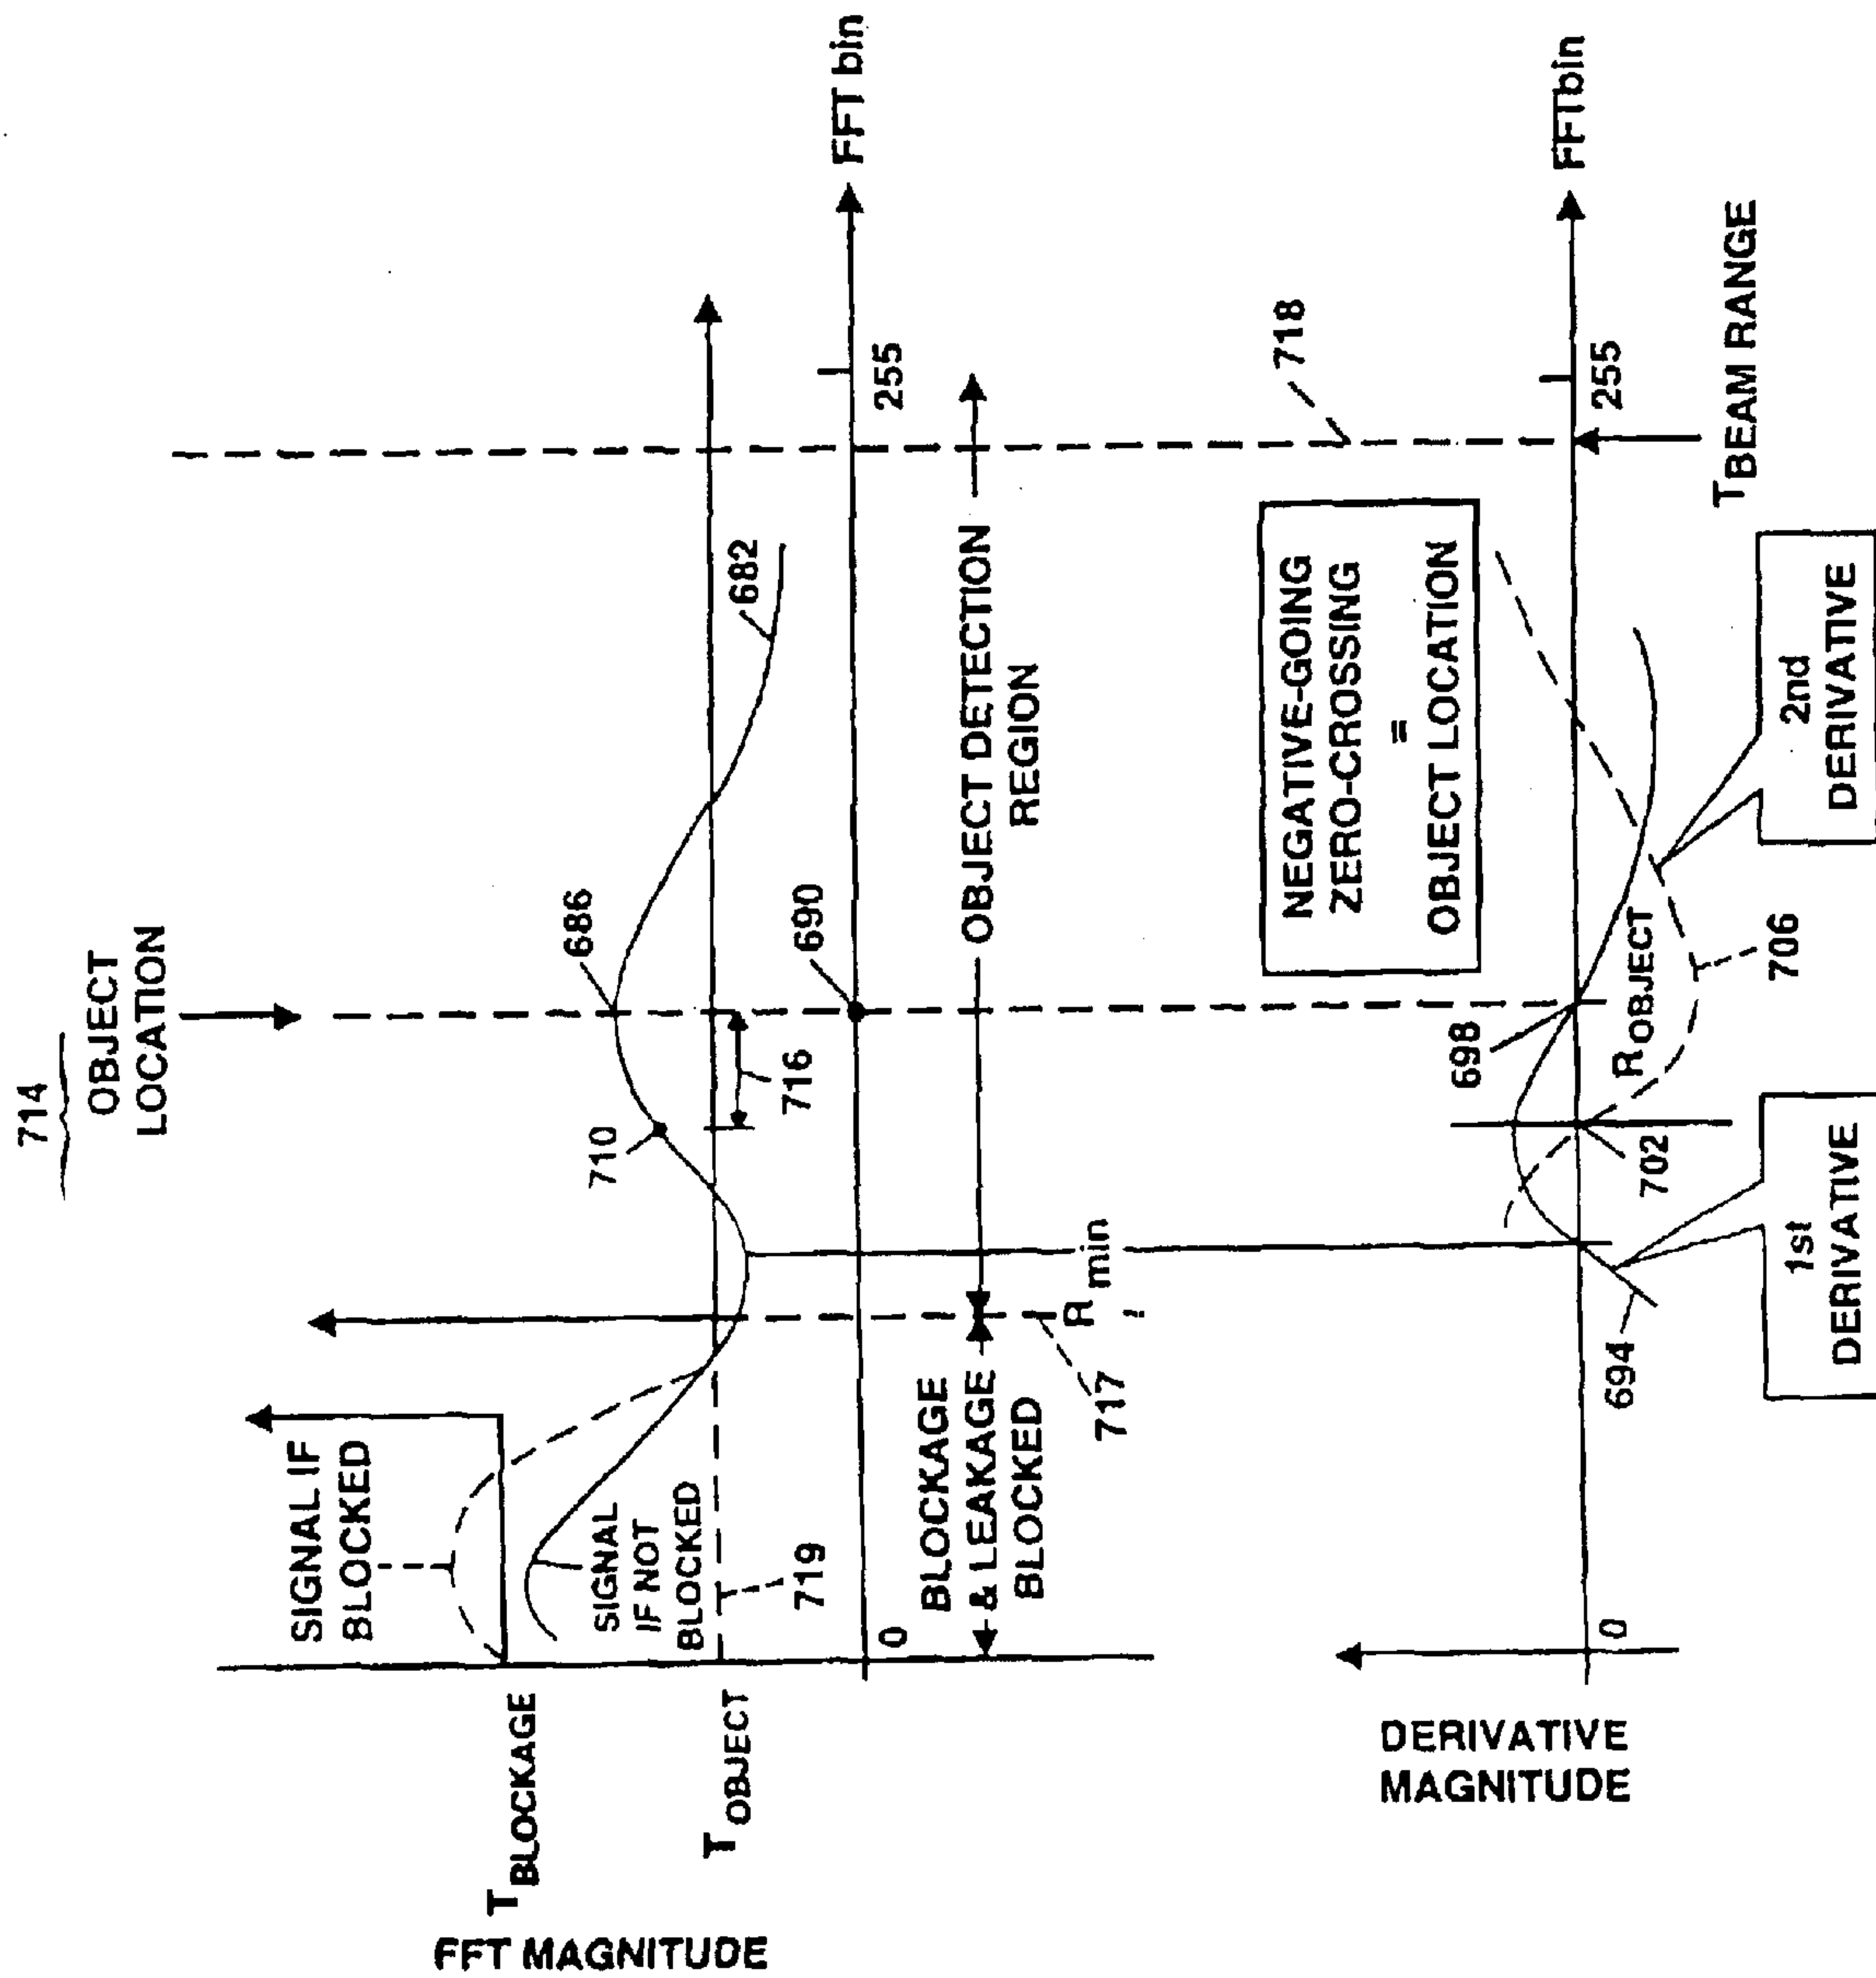 714
OBJECT
LOCATION
SIGNAL IF
BLOCKED
T BLOCKAGE
SIGNAL
IF NOT
BLOCKED
710
686
682
T OBJECT
719
716
690
FFT bin
0
255
FFT MAGNITUDE
BLOCKAGE
& LEAKAGE
BLOCKED
OBJECT DETECTION
REGION
R min
717
718
NEGATIVE-GOING
ZERO-CROSSING
=
OBJECT LOCATION
698
FFTbin
0
255
DERIVATIVE
MAGNITUDE
694
702
R OBJECT
706
T BEAM RANGE
1st
DERIVATIVE
2nd
DERIVATIVE